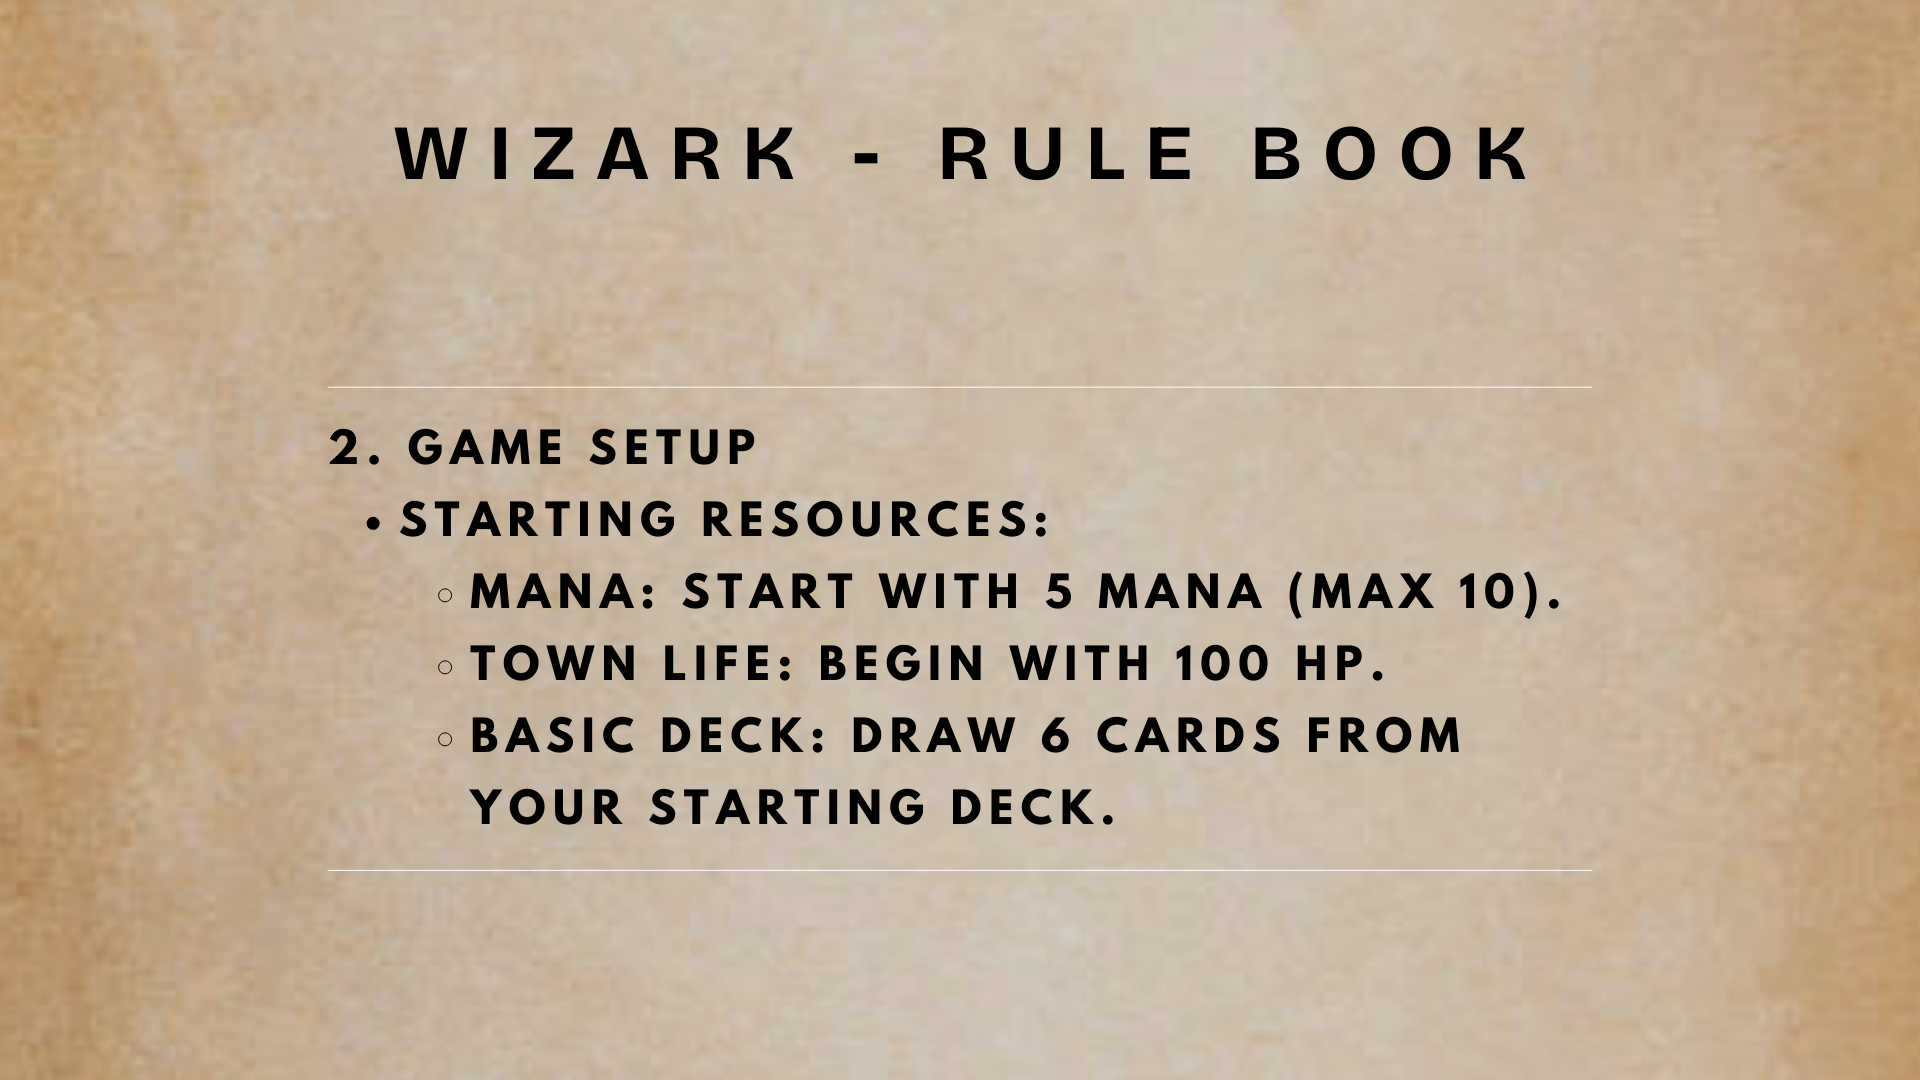 WIZARK - RULE BOOK
2. GAME SETUP
• STARTING RESOURCES:
○ MANA: START WITH 5 MANA (MAX 10).
○ TOWN LIFE: BEGIN WITH 100 HP.
○ BASIC DECK: DRAW 6 CARDS FROM
YOUR STARTING DECK.